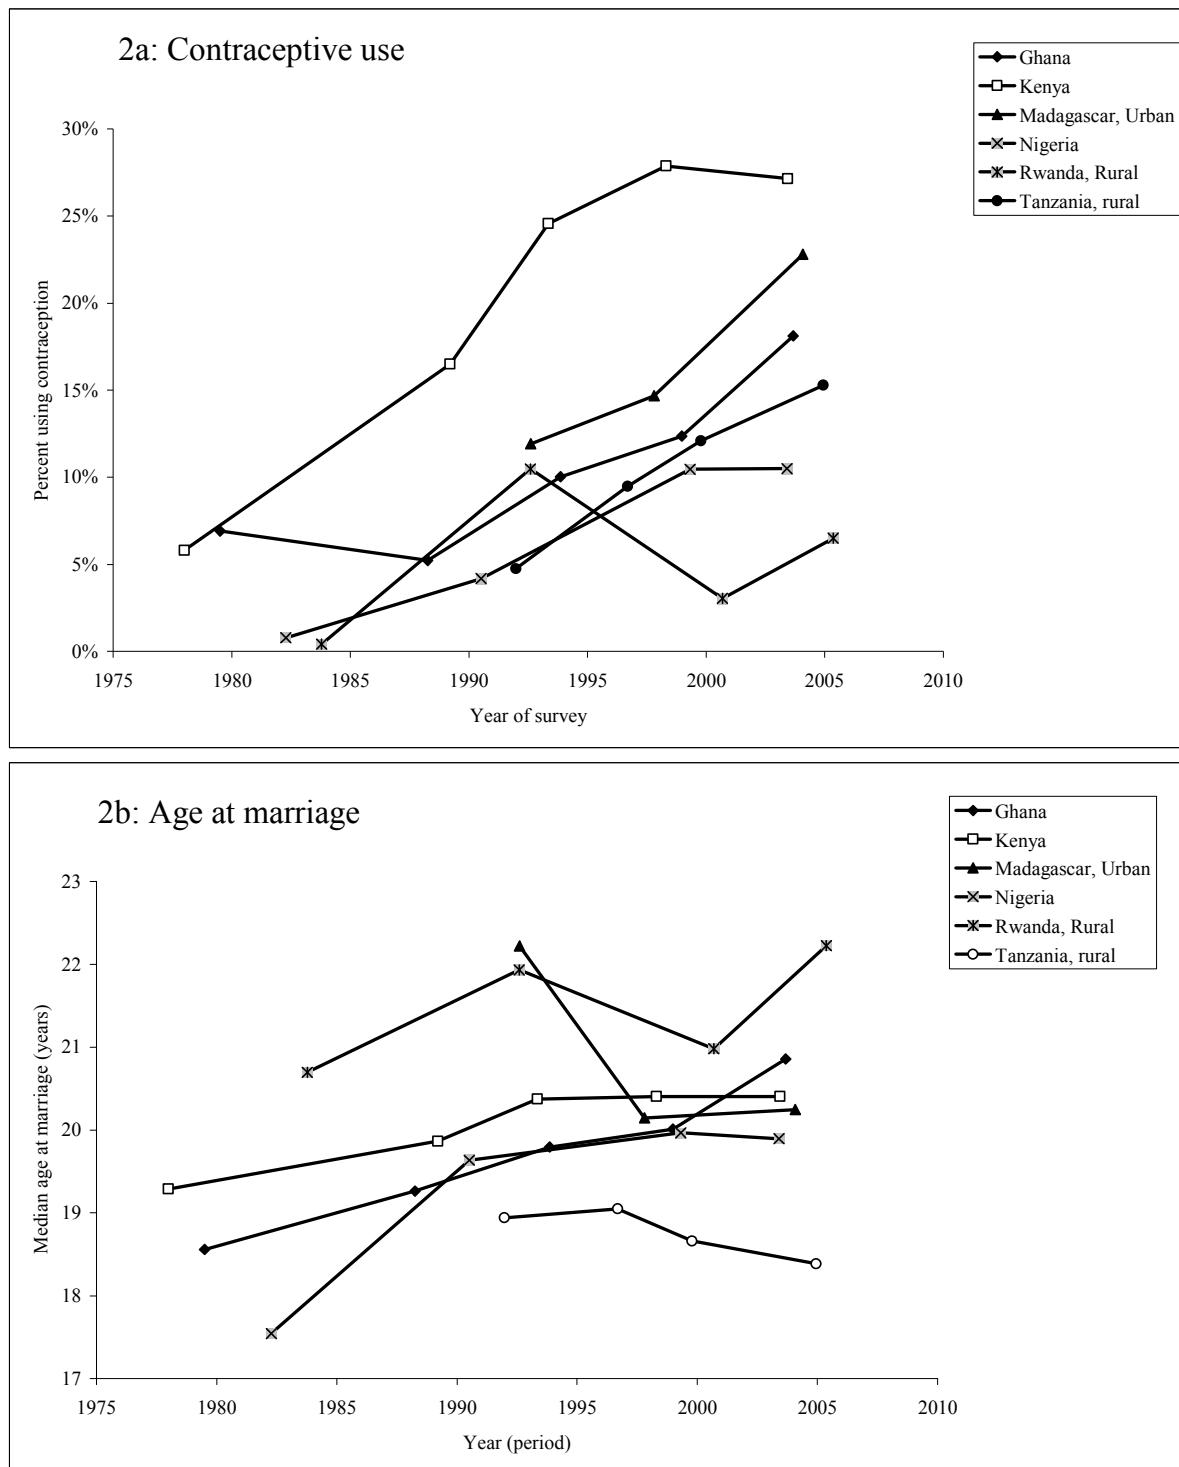 2a: Contraceptive use
Ghana
Kenya
Madagascar, Urban
Nigeria
Rwanda, Rural
Tanzania, rural
30%
25%
20%
15%
10%
5%
0%
Percent using contraception
1975 1980 1985 1990 1995 2000 2005 2010
Year of survey
2b: Age at marriage
Ghana
Kenya
Madagascar, Urban
Nigeria
Rwanda, Rural
Tanzania, rural
23
22
21
20
19
18
17
Median age at marriage (years)
1975 1980 1985 1990 1995 2000 2005 2010
Year (period)